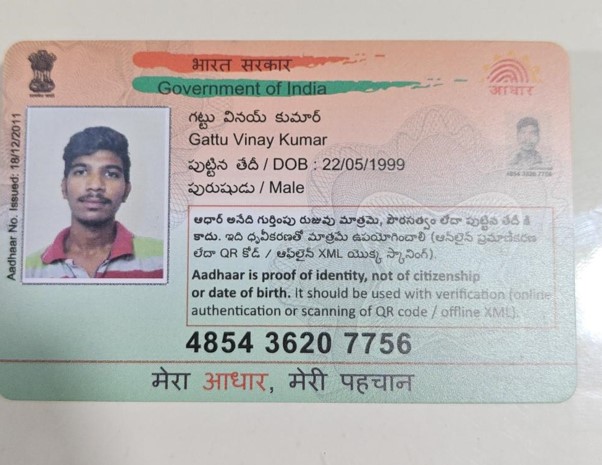 भारत सरकार
Government of India
आधार
గట్టు వినయ్ కుమార్
Gattu Vinay Kumar
పుట్టిన తేదీ / DOB : 22/05/1999
పురుషుడు / Male
Aadhaar No. Issued: 18/12/2011
4854 3620 7756
ఆధార్ అనేది గుర్తింపు రుజువు మాత్రమే, పౌరసత్వం లేదా పుట్టిన తేదీ కి
కాదు. ఇది ధృవీకరణతో మాత్రమే ఉపయోగించాలి (ఆన్‌లైన్ ప్రమాణీకరణ
లేదా QR కోడ్ / ఆఫ్‌లైన్ XML యొక్క స్కానింగ్).
Aadhaar is proof of identity, not of citizenship
or date of birth. It should be used with verification (online
authentication or scanning of QR code / offline XML).
4854 3620 7756
मेरा आधार, मेरी पहचान